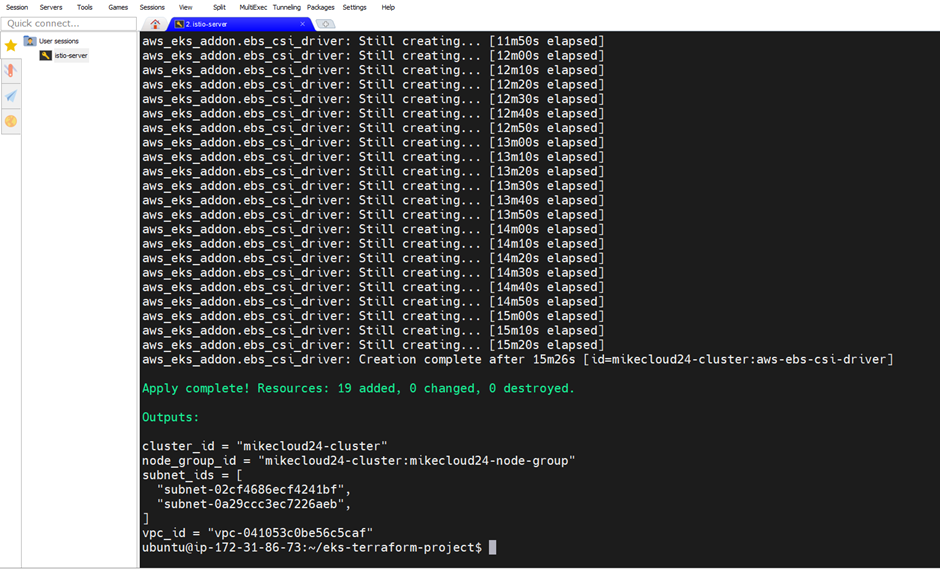 Session Servers Tools Games Sessions View Split MultiExec Tunneling Packages Settings Help
Quick connect...
2. istio-server
User sessions
istio-server
aws_eks_addon.ebs_csi_driver: Still creating... [11m50s elapsed]
aws_eks_addon.ebs_csi_driver: Still creating... [12m00s elapsed]
aws_eks_addon.ebs_csi_driver: Still creating... [12m10s elapsed]
aws_eks_addon.ebs_csi_driver: Still creating... [12m20s elapsed]
aws_eks_addon.ebs_csi_driver: Still creating... [12m30s elapsed]
aws_eks_addon.ebs_csi_driver: Still creating... [12m40s elapsed]
aws_eks_addon.ebs_csi_driver: Still creating... [12m50s elapsed]
aws_eks_addon.ebs_csi_driver: Still creating... [13m00s elapsed]
aws_eks_addon.ebs_csi_driver: Still creating... [13m10s elapsed]
aws_eks_addon.ebs_csi_driver: Still creating... [13m20s elapsed]
aws_eks_addon.ebs_csi_driver: Still creating... [13m30s elapsed]
aws_eks_addon.ebs_csi_driver: Still creating... [13m40s elapsed]
aws_eks_addon.ebs_csi_driver: Still creating... [13m50s elapsed]
aws_eks_addon.ebs_csi_driver: Still creating... [14m00s elapsed]
aws_eks_addon.ebs_csi_driver: Still creating... [14m10s elapsed]
aws_eks_addon.ebs_csi_driver: Still creating... [14m20s elapsed]
aws_eks_addon.ebs_csi_driver: Still creating... [14m30s elapsed]
aws_eks_addon.ebs_csi_driver: Still creating... [14m40s elapsed]
aws_eks_addon.ebs_csi_driver: Still creating... [14m50s elapsed]
aws_eks_addon.ebs_csi_driver: Still creating... [15m00s elapsed]
aws_eks_addon.ebs_csi_driver: Still creating... [15m10s elapsed]
aws_eks_addon.ebs_csi_driver: Still creating... [15m20s elapsed]
aws_eks_addon.ebs_csi_driver: Creation complete after 15m26s [id=mikecloud24-cluster:aws-ebs-csi-driver]
Apply complete! Resources: 19 added, 0 changed, 0 destroyed.
Outputs:
cluster_id = "mikecloud24-cluster"
node_group_id = "mikecloud24-cluster:mikecloud24-node-group"
subnet_ids = [
"subnet-02cf4686ecf4241bf",
"subnet-0a29ccc3ec7226aeb",
]
vpc_id = "vpc-041053c0be56c5caf"
ubuntu@ip-172-31-86-73:~/eks-terraform-project$